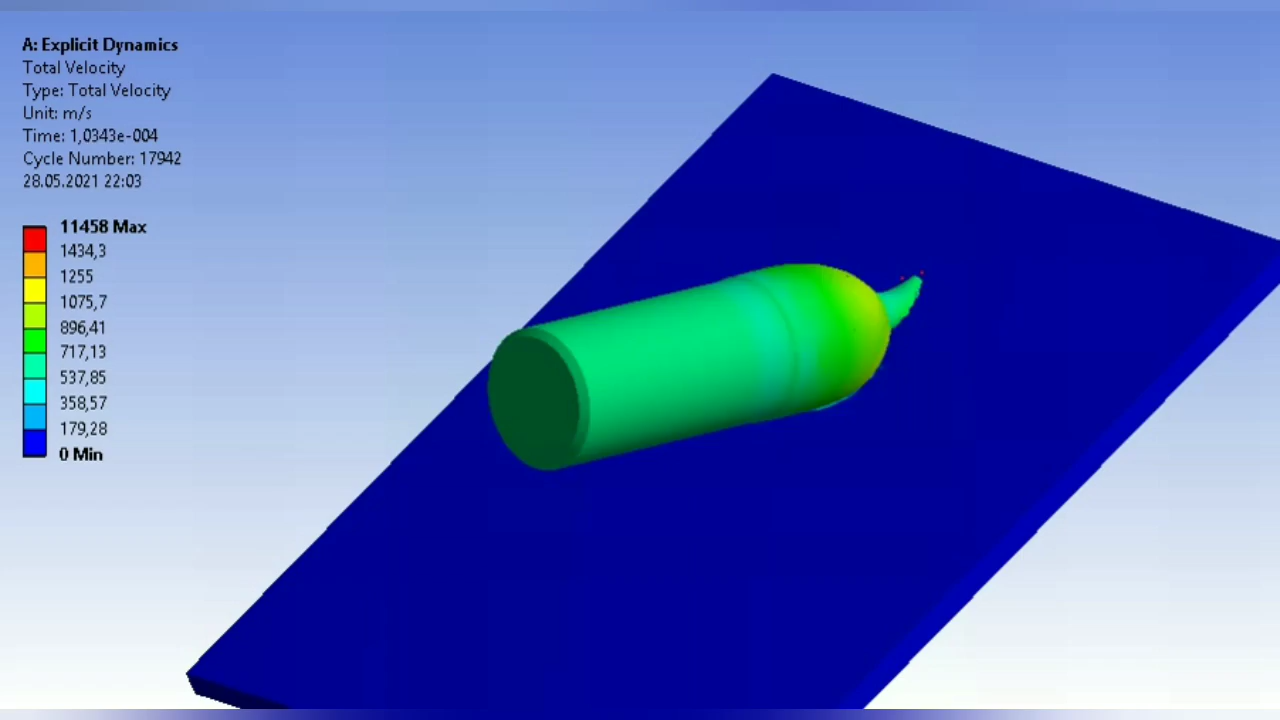 A: Explicit Dynamics
Total Velocity
Type: Total Velocity
Unit: m/s
Time: 1,0343e-004
Cycle Number: 17942
28.05.2021 22:03
11458 Max
1434,3
1255
1075,7
896,41
717,13
537,85
358,57
179,28
0 Min